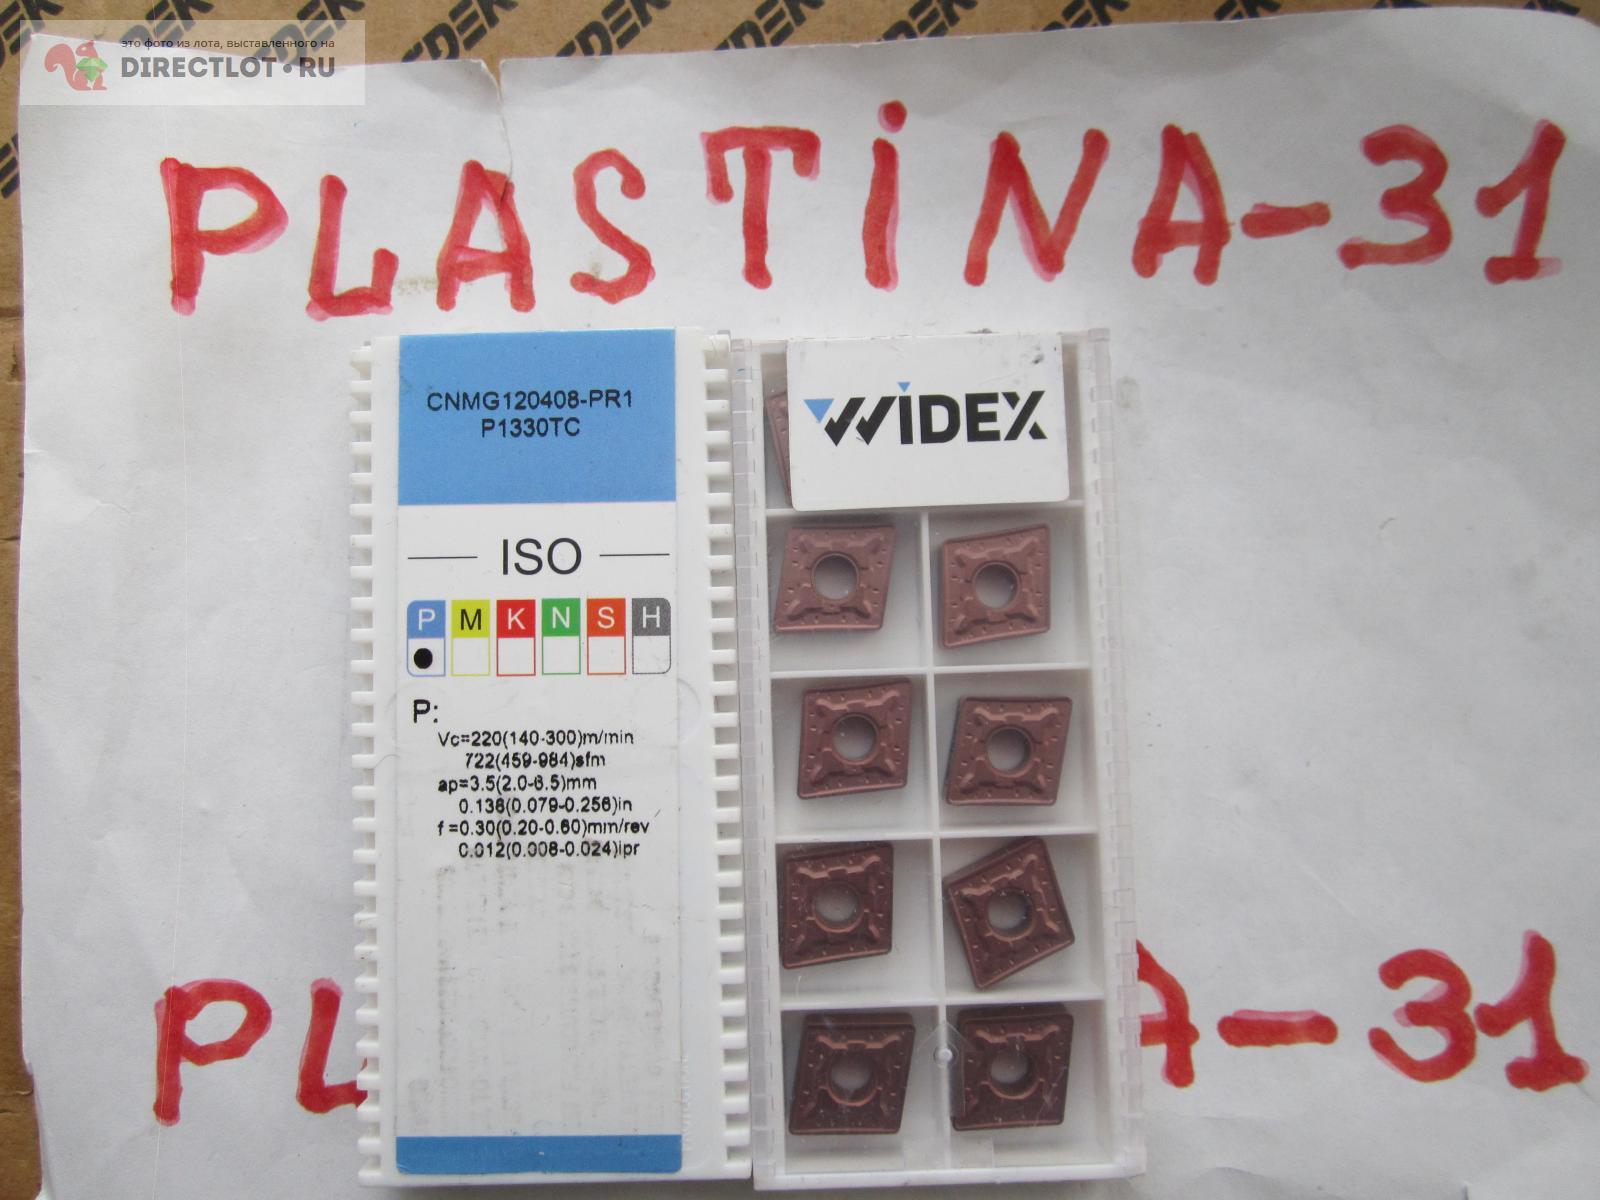 это фото из лота, выставленного на
DIRECTLOT.RU
PLASTINA-31
CNMG120408-PR1
P1330TC
ISO
P M K N S H
P:
Vc=220(140-300)m/min
722(459-984)sfm
ap=3.5(2.0-6.5)mm
0.138(0.079-0.256)in
f=0.30(0.20-0.60)mm/rev
0.012(0.008-0.024)ipr
WIDEX
PL
A-31